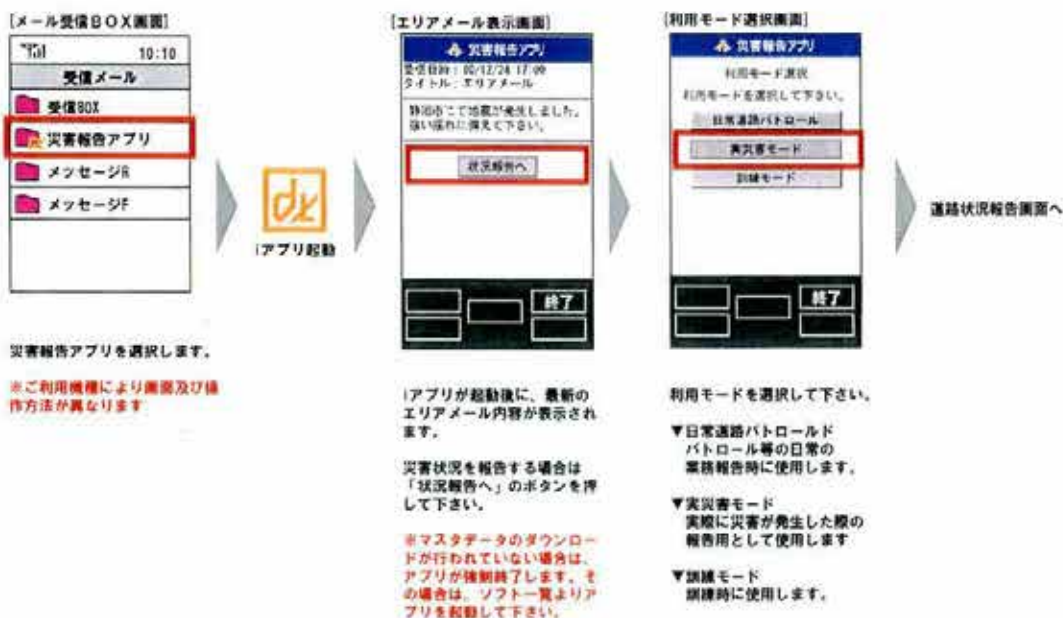 [メール受信BOX画面]
10:10
受信メール
受信BOX
災害報告アプリ
メッセージR
メッセージF
災害報告アプリを選択します。
※ご利用機種により画面及び操
作方法が異なります
iアプリ起動
[エリアメール表示画面]
災害報告アプリ
タイトル：エリアメール
静岡市にて地震が発生しました。
強い揺れに備えて下さい。
状況報告へ
終了
iアプリが起動後に、最新の
エリアメール内容が表示され
ます。
災害状況を報告する場合は
「状況報告へ」のボタンを押
して下さい。
※マスタデータのダウンロー
ドが行われていない場合は、
アプリが強制終了します。そ
の場合は、ソフト一覧よりア
プリを起動して下さい。
[利用モード選択画面]
災害報告アプリ
利用モード選択
利用モードを選択して下さい。
日常道路パトロール
実災害モード
訓練モード
終了
利用モードを選択して下さい。
▼日常道路パトロールド
パトロール等の日常の
業務報告時に使用します。
▼実災害モード
実際に災害が発生した際の
報告用として使用します
▼訓練モード
訓練時に使用します。
道路状況報告画面へ